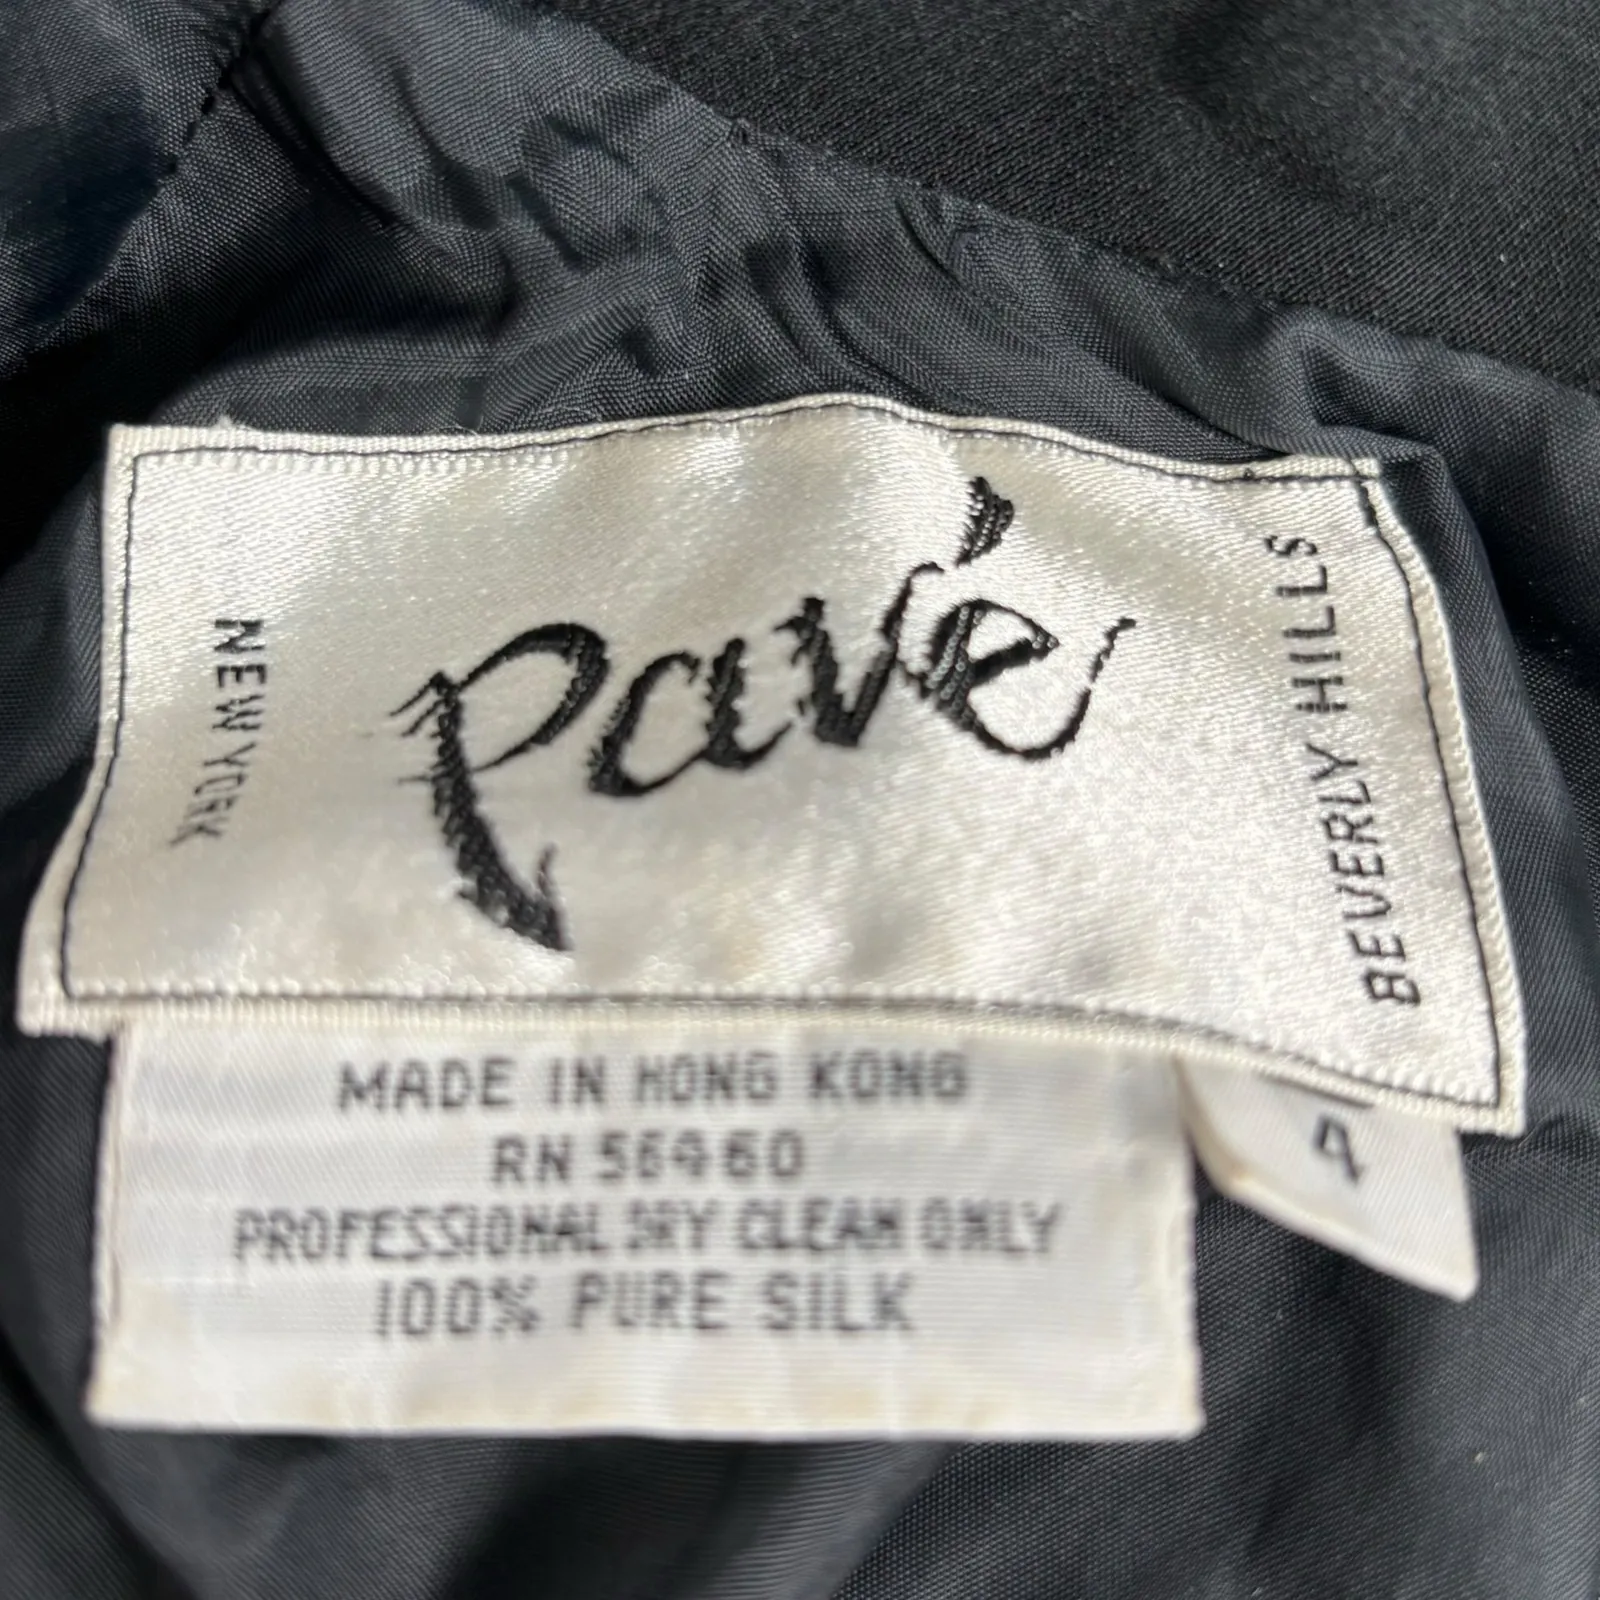 NEW YORK
Pavé
BEVERLY HILLS
MADE IN HONG KONG
RN 56460
PROFESSIONAL DRY CLEAN ONLY
100% PURE SILK
4